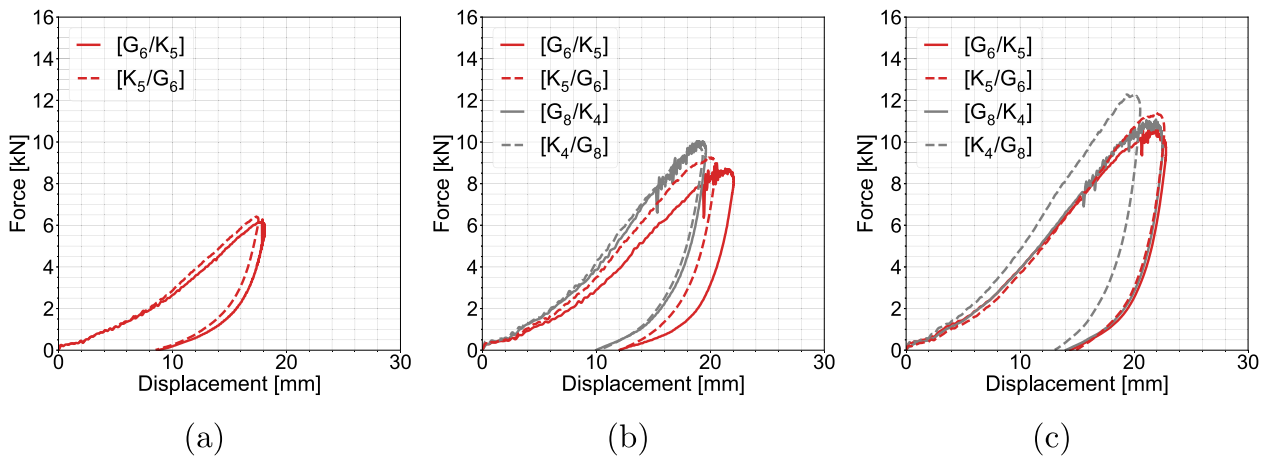 16
14
12
10
8
6
4
2
0
Force [kN]
[G6/K5]
[K5/G6]
0 10 20 30
Displacement [mm]
(a)
16
14
12
10
8
6
4
2
0
Force [kN]
[G6/K5]
[K5/G6]
[G8/K4]
[K4/G8]
0 10 20 30
Displacement [mm]
(b)
16
14
12
10
8
6
4
2
0
Force [kN]
[G6/K5]
[K5/G6]
[G8/K4]
[K4/G8]
0 10 20 30
Displacement [mm]
(c)